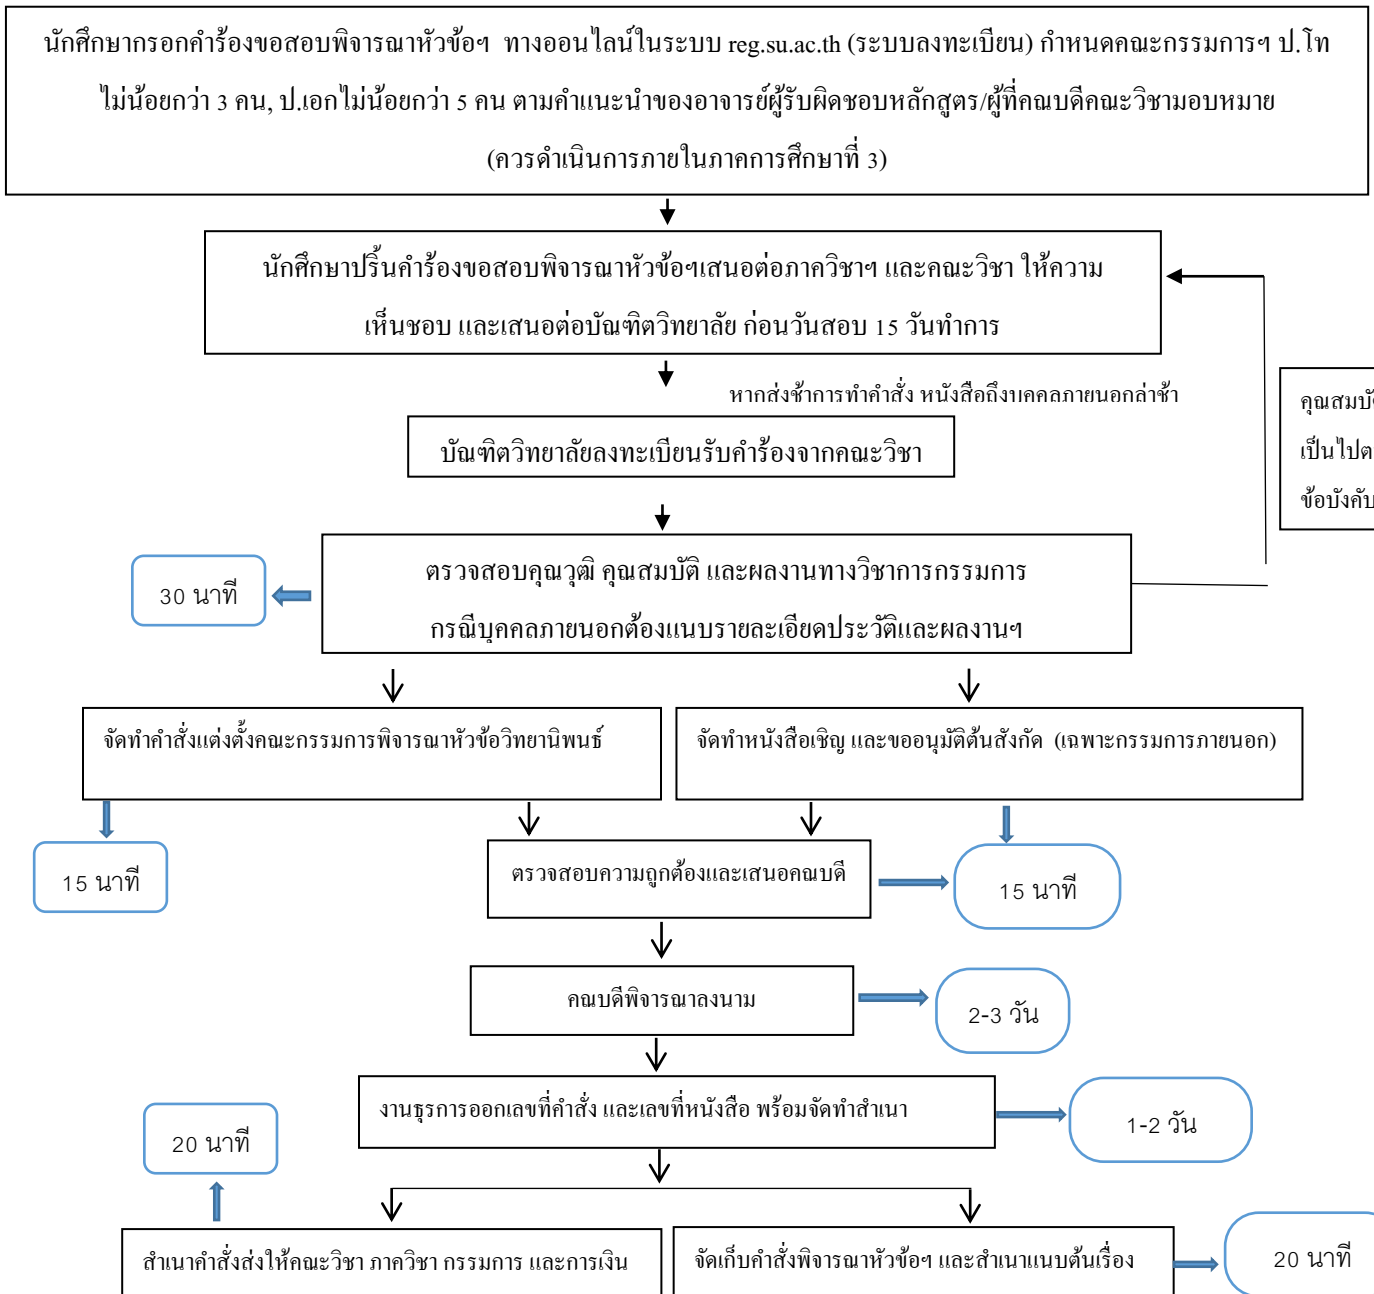 นักศึกษากรอกคำร้องขอสอบพิจารณาหัวข้อฯ ทางออนไลน์ในระบบ reg.su.ac.th (ระบบลงทะเบียน) กำหนดคณะกรรมการฯ ป.โท
ไม่น้อยกว่า 3 คน, ป.เอกไม่น้อยกว่า 5 คน ตามคำแนะนำของอาจารย์ผู้รับผิดชอบหลักสูตร/ผู้ที่คณบดีคณะวิชามอบหมาย
(ควรดำเนินการภายในภาคการศึกษาที่ 3)
นักศึกษาปริ้นคำร้องขอสอบพิจารณาหัวข้อฯเสนอต่อภาควิชาฯ และคณะวิชา ให้ความ
เห็นชอบ และเสนอต่อบัณฑิตวิทยาลัย ก่อนวันสอบ 15 วันทำการ
หากส่งช้าการทำคำสั่ง หนังสือถึงบุคคลภายนอกล่าช้า
คุณสมบั
เป็นไปต
ข้อบังคับ
บัณฑิตวิทยาลัยลงทะเบียนรับคำร้องจากคณะวิชา
ตรวจสอบคุณวุฒิ คุณสมบัติ และผลงานทางวิชาการกรรมการ
กรณีบุคคลภายนอกต้องแนบรายละเอียดประวัติและผลงานฯ
30 นาที
จัดทำคำสั่งแต่งตั้งคณะกรรมการพิจารณาหัวข้อวิทยานิพนธ์
จัดทำหนังสือเชิญ และขออนุมัติต้นสังกัด (เฉพาะกรรมการภายนอก)
15 นาที
ตรวจสอบความถูกต้องและเสนอคณบดี
15 นาที
คณบดีพิจารณาลงนาม
2-3 วัน
งานธุรการออกเลขที่คำสั่ง และเลขที่หนังสือ พร้อมจัดทำสำเนา
1-2 วัน
20 นาที
สำเนาคำสั่งส่งให้คณะวิชา ภาควิชา กรรมการ และการเงิน
จัดเก็บคำสั่งพิจารณาหัวข้อฯ และสำเนาแนบต้นเรื่อง
20 นาที